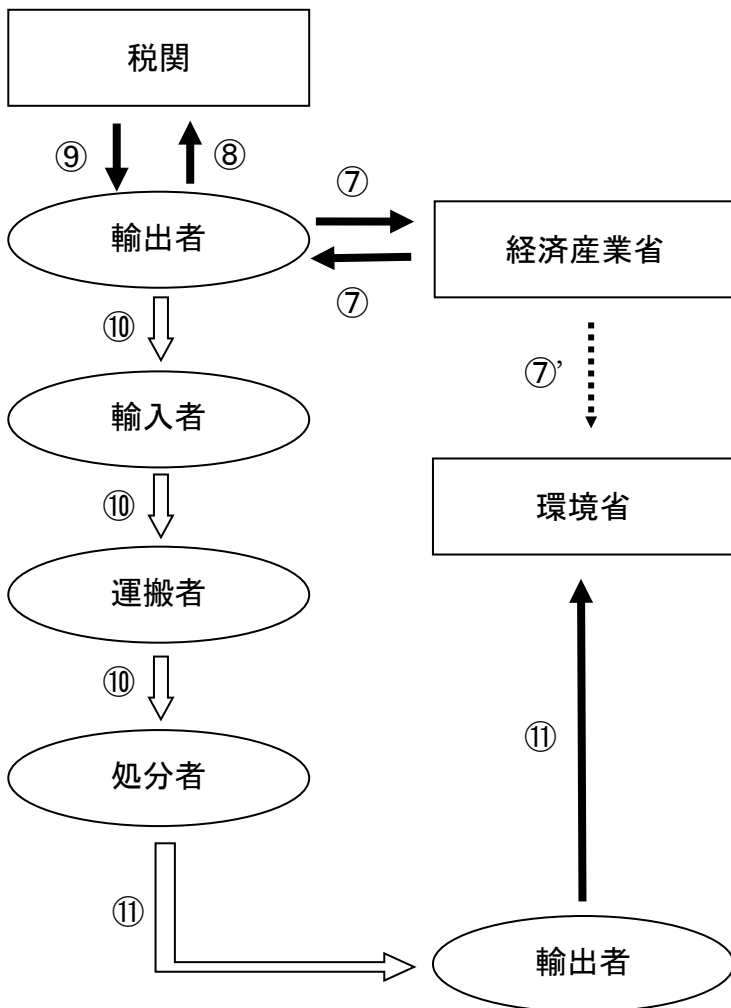 税関
⑨
⑧
⑦
輸出者
経済産業省
⑦
⑩
⑦’
輸入者
⑩
環境省
運搬者
⑩
⑪
処分者
⑪
輸出者